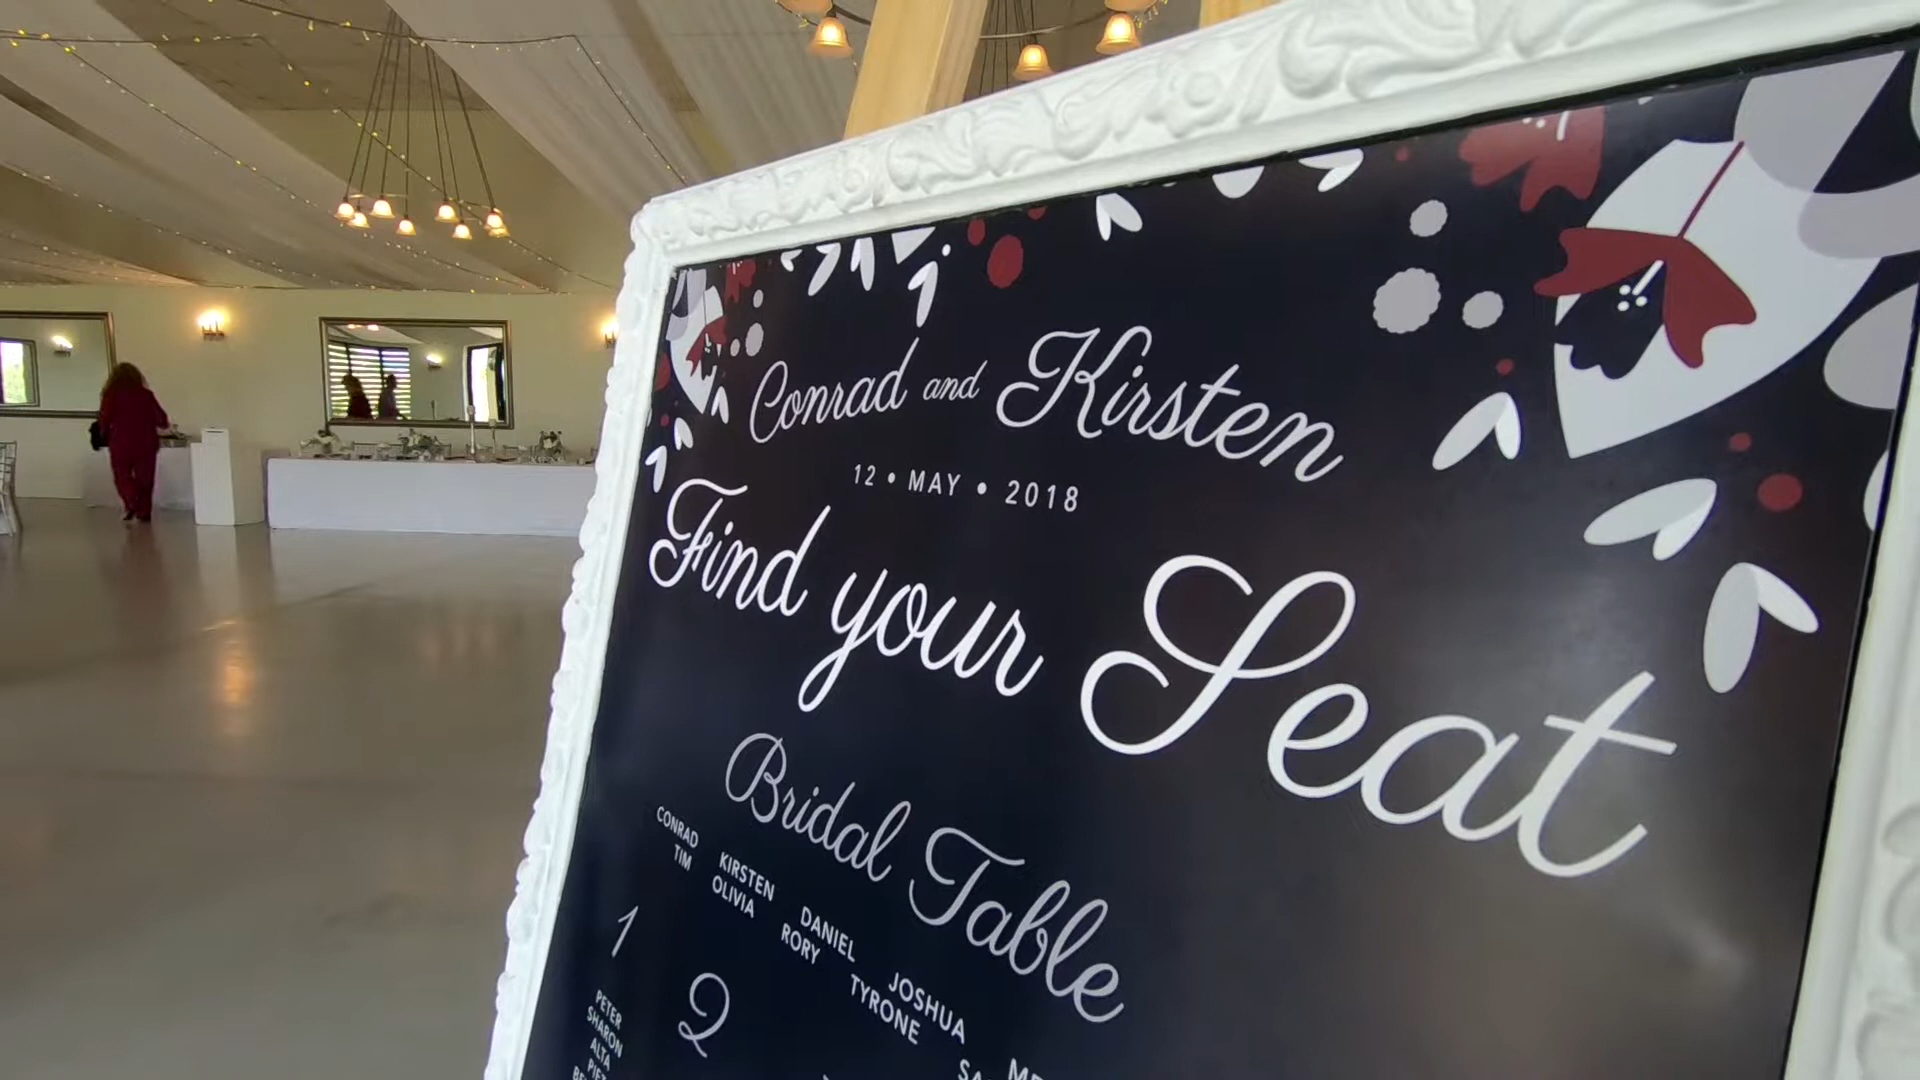 Conrad and Kirsten
12 • MAY • 2018
Find your Seat
Bridal Table
CONRAD KIRSTEN DANIEL JOSHUA
TIM OLIVIA RORY TYRONE
1
2
PETER
SHARON
ALTA